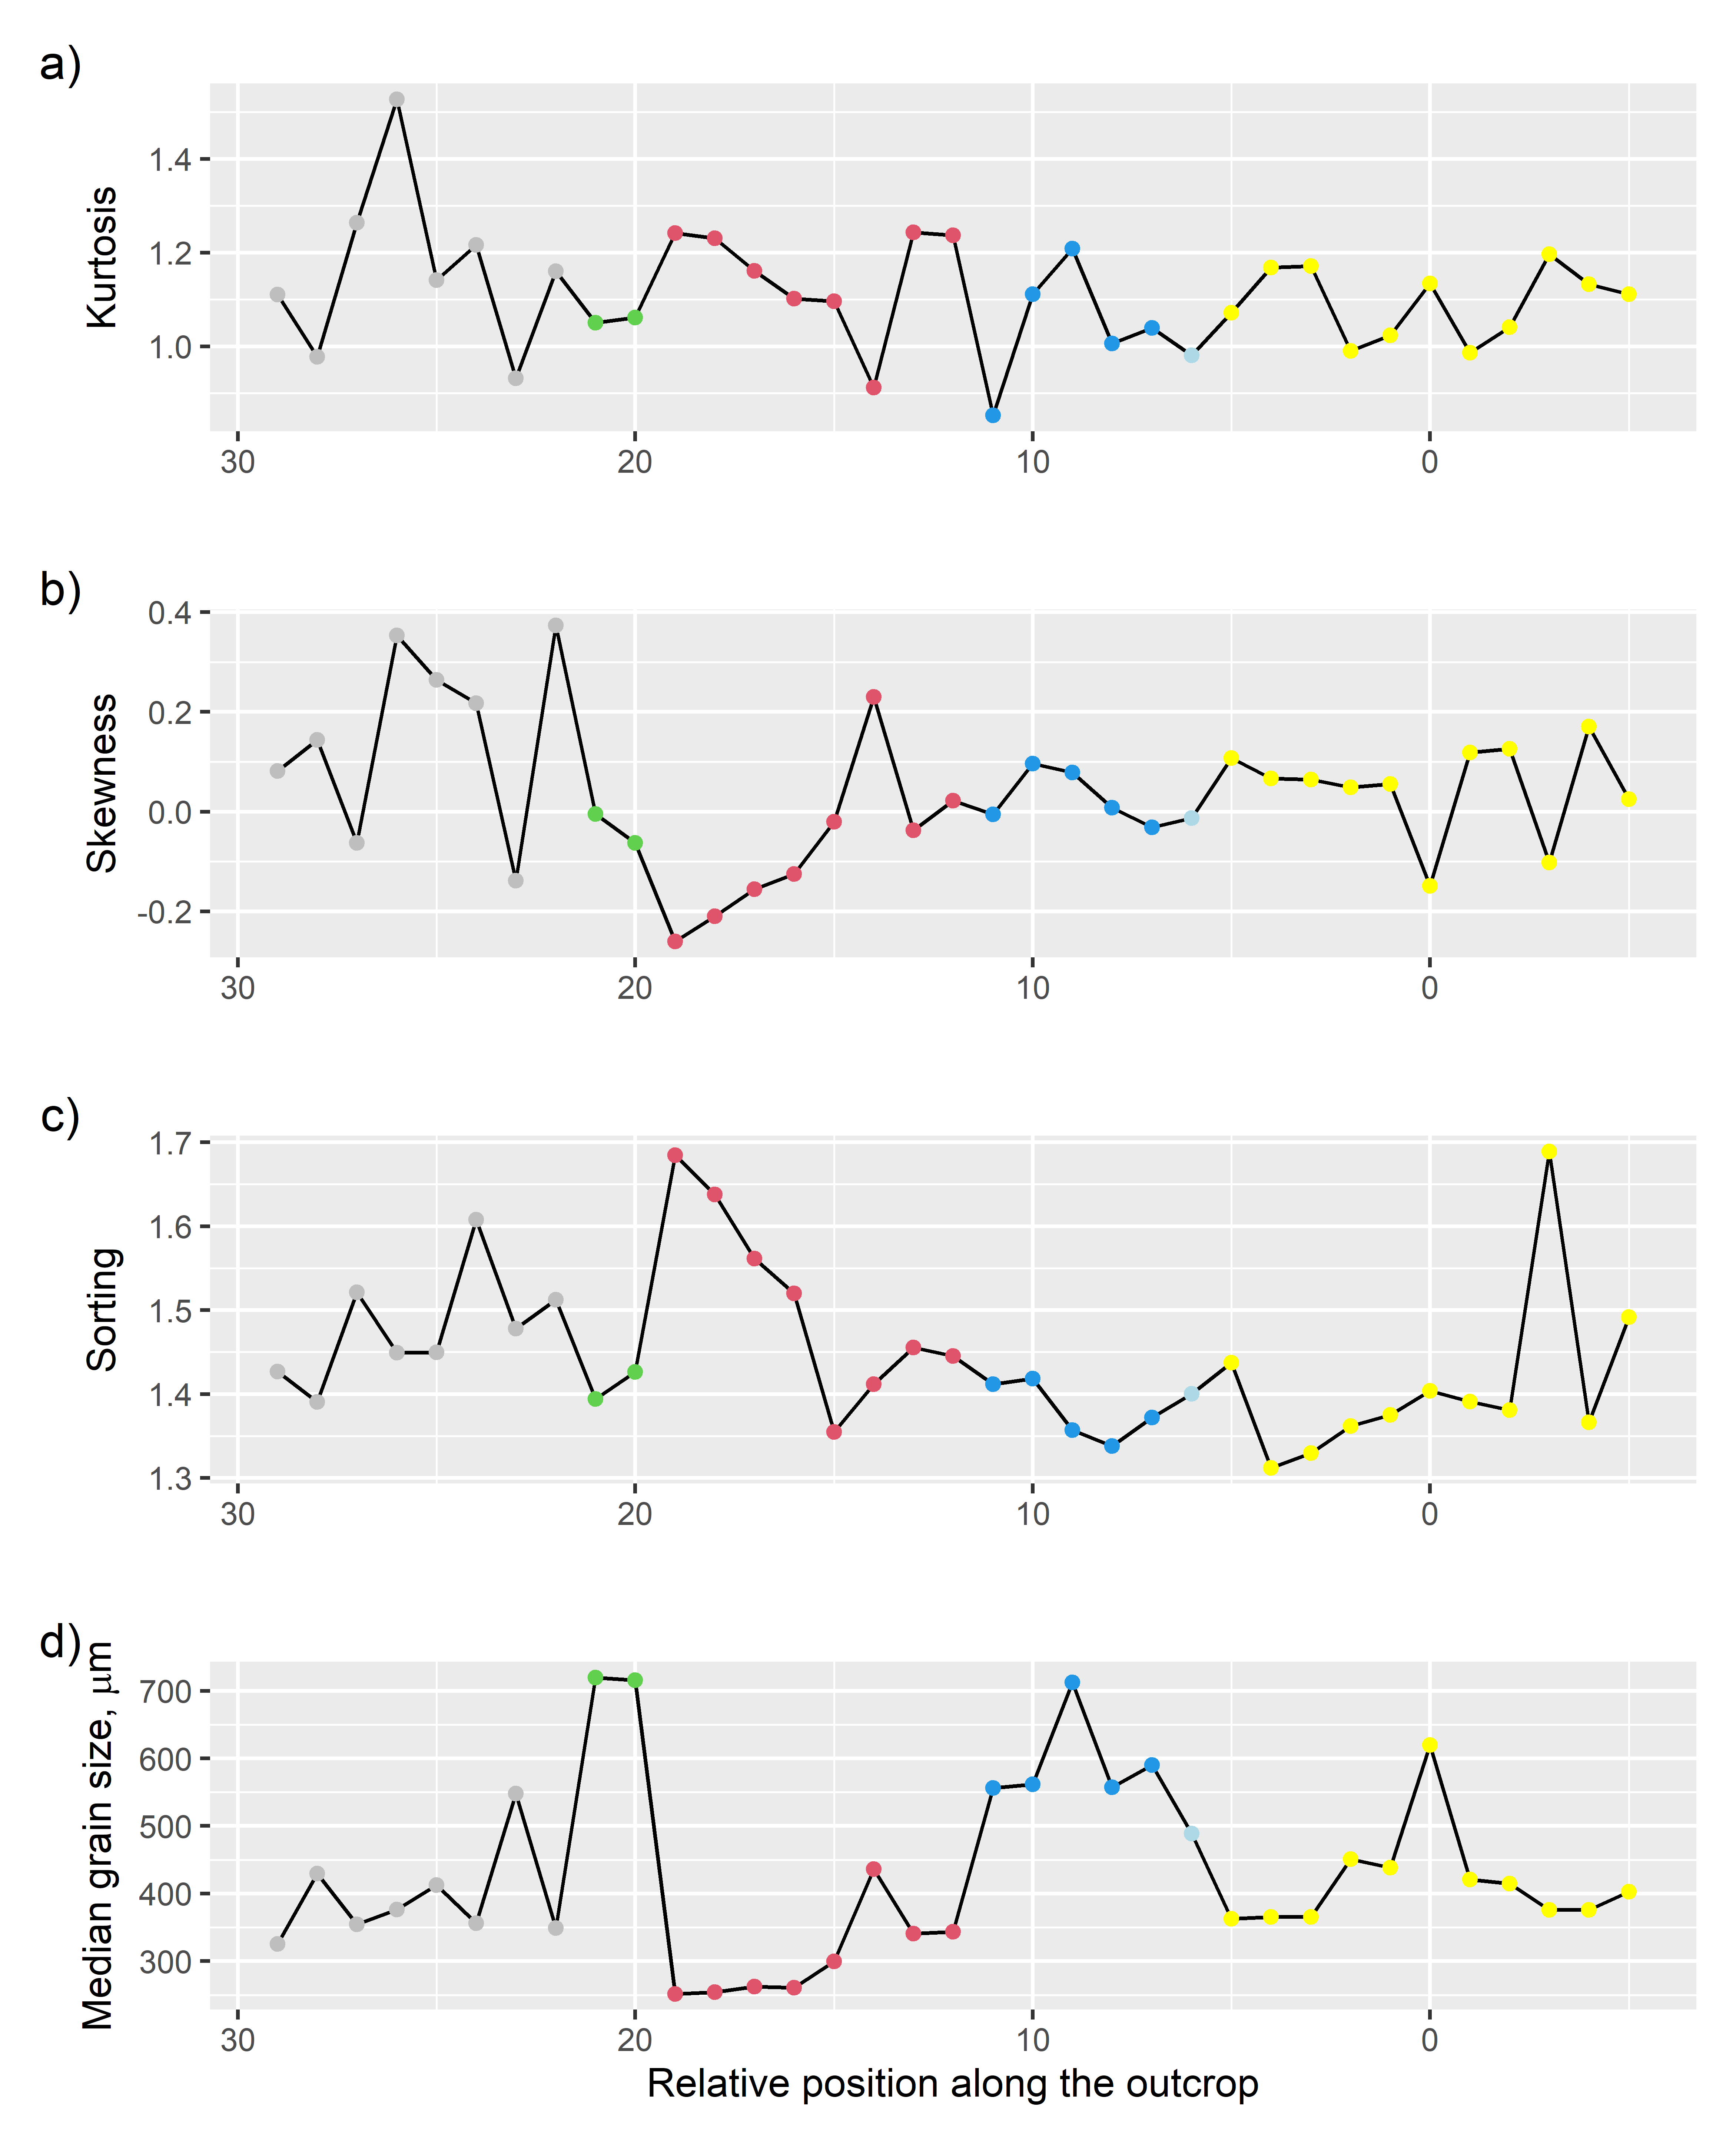 a)
Kurtosis
1.4
1.2
1.0
30 20 10 0
b)
Skewness
0.4
0.2
0.0
-0.2
30 20 10 0
c)
Sorting
1.7
1.6
1.5
1.4
1.3
30 20 10 0
d)
Median grain size, μm
700
600
500
400
300
30 20 10 0
Relative position along the outcrop